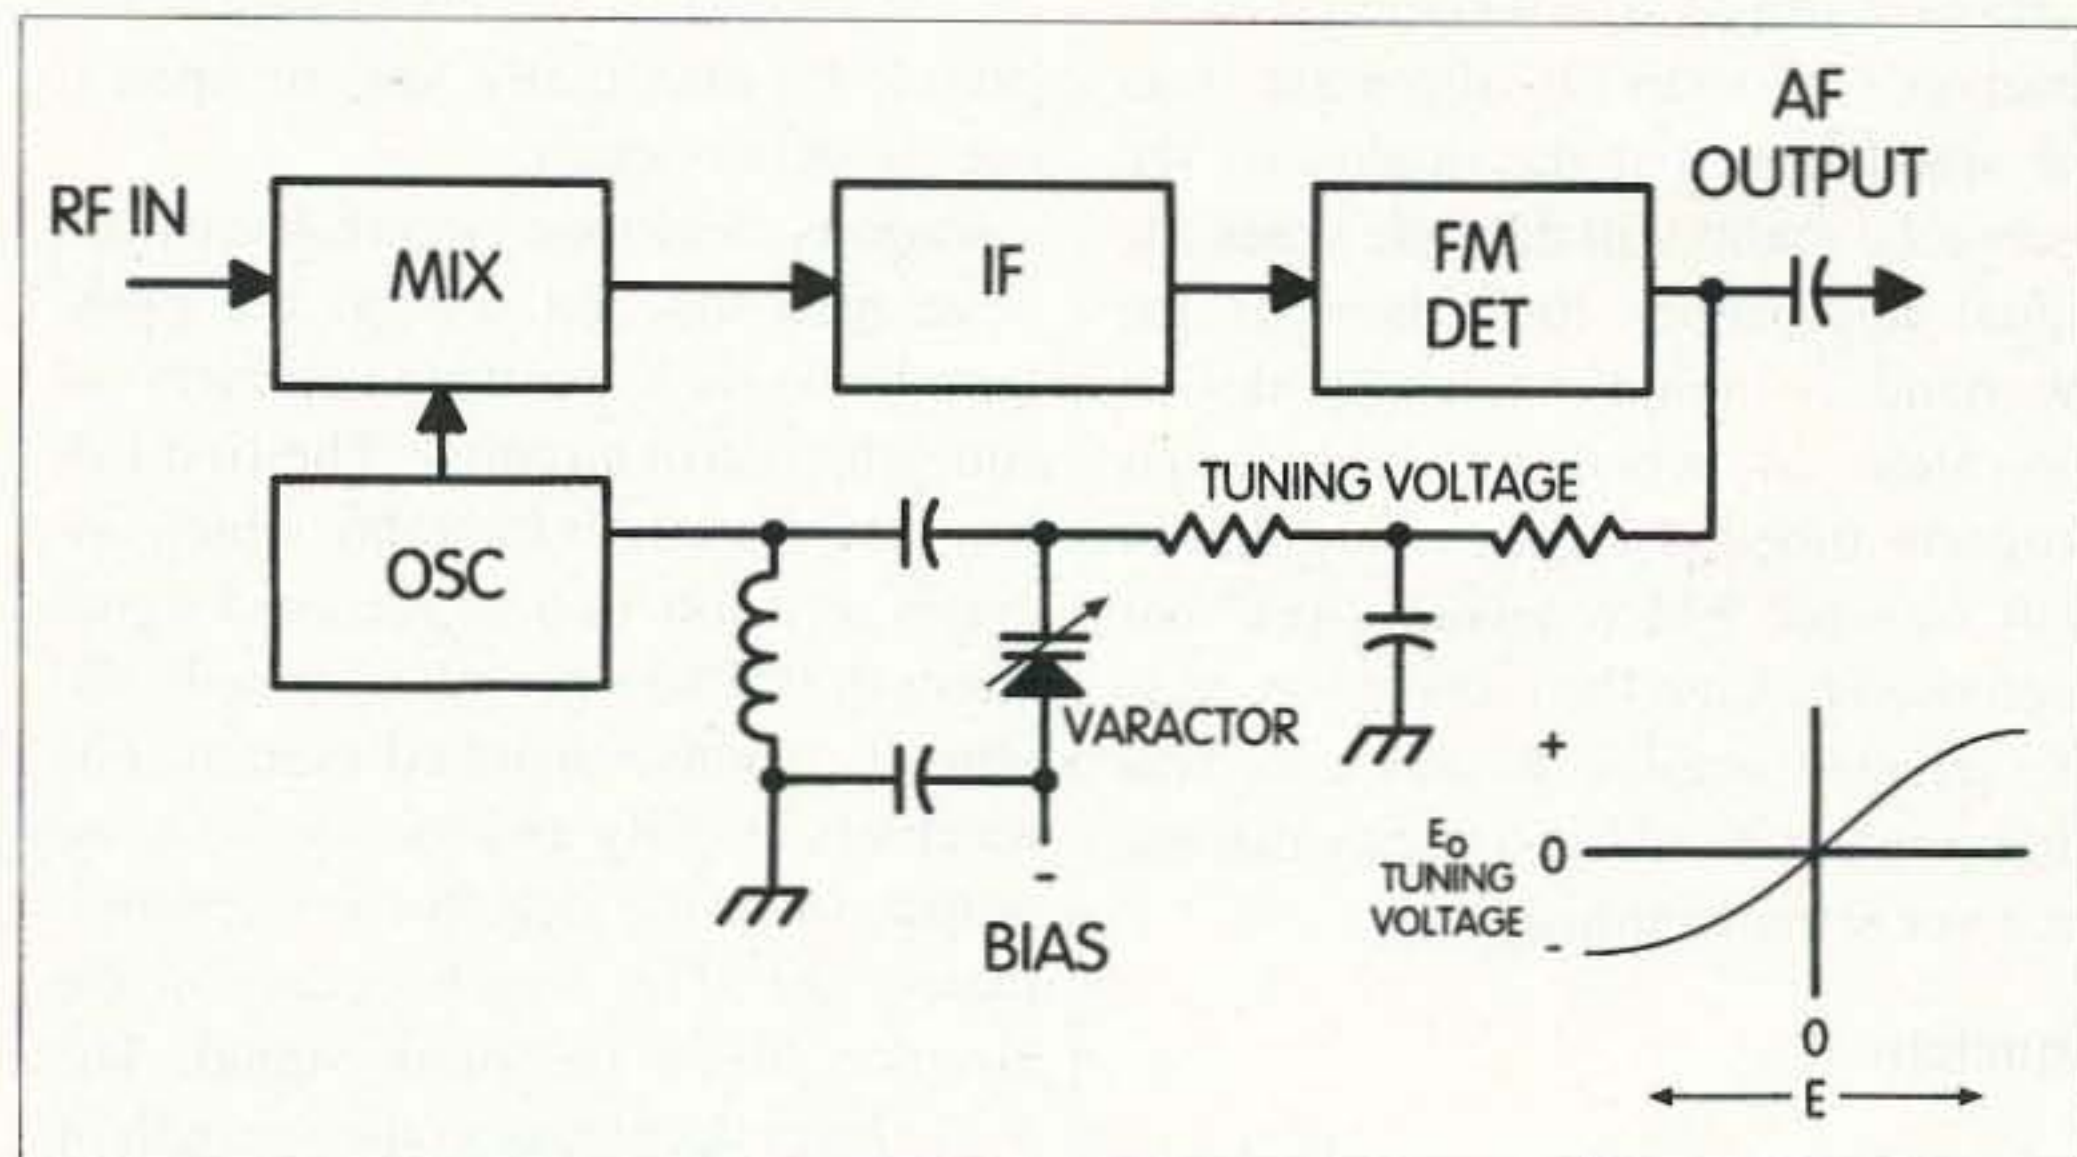 AF
OUTPUT
RF IN
MIX
IF
FM
DET
TUNING VOLTAGE
OSC
VARACTOR
+
E₀
0
TUNING
VOLTAGE
-
-
BIAS
0
E